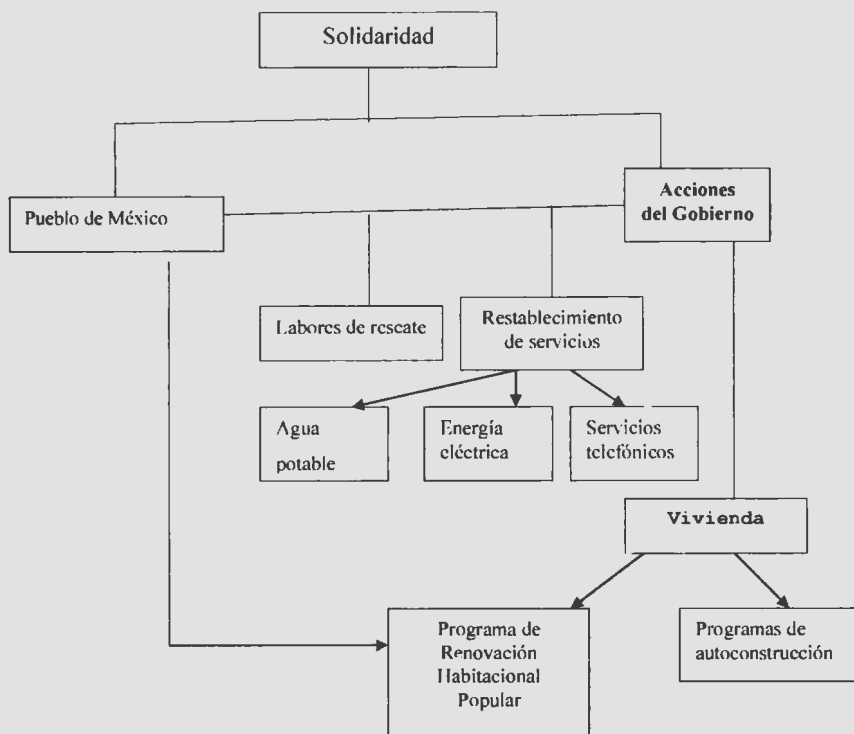 Solidaridad
Pueblo de México
Acciones
del Gobierno
Labores de rescate
Restablecimiento
de servicios
Agua
potable
Energía
eléctrica
Servicios
telefónicos
Vivienda
Programa de
Renovación
Habitacional
Popular
Programas de
autoconstrucción